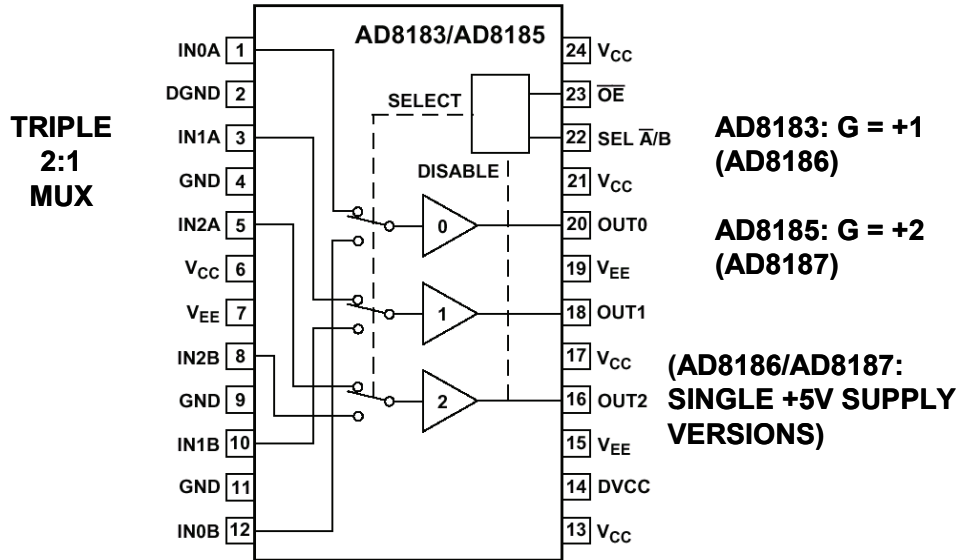 AD8183/AD8185
TRIPLE
2:1
MUX
IN0A 1
DGND 2
IN1A 3
GND 4
IN2A 5
VCC 6
VEE 7
IN2B 8
GND 9
IN1B 10
GND 11
IN0B 12
SELECT
DISABLE
0
1
2
24 VCC
23 O̅E̅
22 SEL A̅/B
21 VCC
20 OUT0
19 VEE
18 OUT1
17 VCC
16 OUT2
15 VEE
14 DVCC
13 VCC
AD8183: G = +1
(AD8186)
AD8185: G = +2
(AD8187)
(AD8186/AD8187:
SINGLE +5V SUPPLY
VERSIONS)